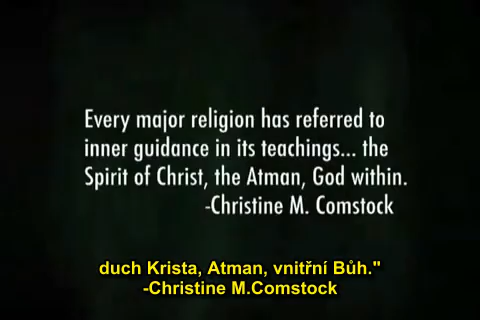 Every major religion has referred to
inner guidance in its teachings... the
Spirit of Christ, the Atman, God within.
-Christine M. Comstock
duch Krista, Atman, vnitřní Bůh."
-Christine M.Comstock